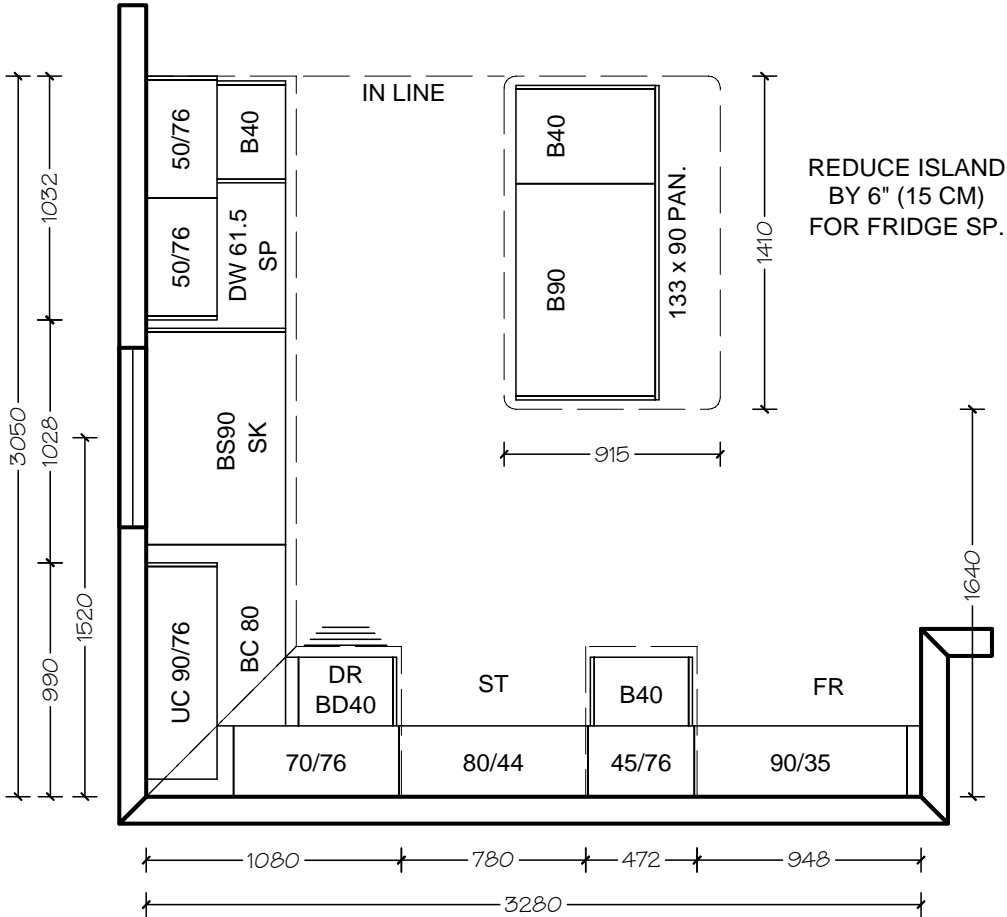 IN LINE
50/76
B40
B40
REDUCE ISLAND
BY 6" (15 CM)
FOR FRIDGE SP.
1032
50/76
DW 61.5
SP
B90
133 x 90 PAN.
1410
3050
1028
1520
BS90
SK
915
990
UC 90/76
BC 80
DR
BD40
ST
B40
FR
1640
70/76
80/44
45/76
90/35
1080
780
472
948
3280